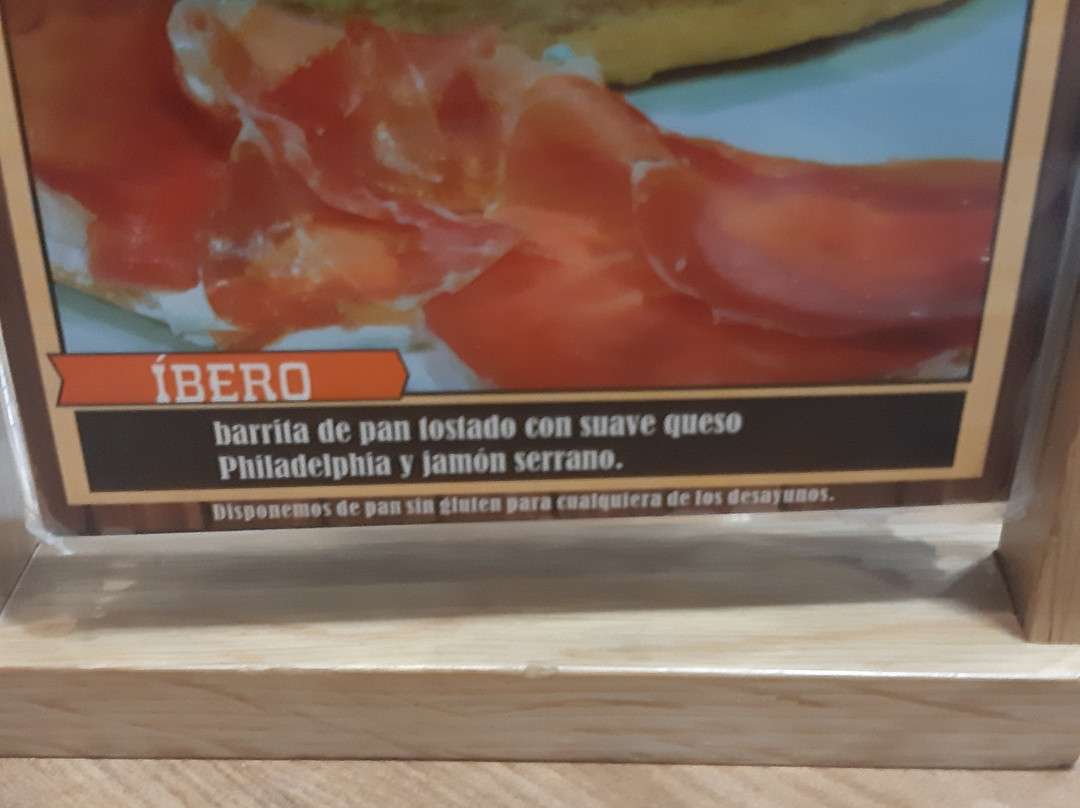 ÍBERO
barrita de pan tostado con suave queso
Philadelphia y jamón serrano.
Disponemos de pan sin gluten para cualquiera de los desayunos.